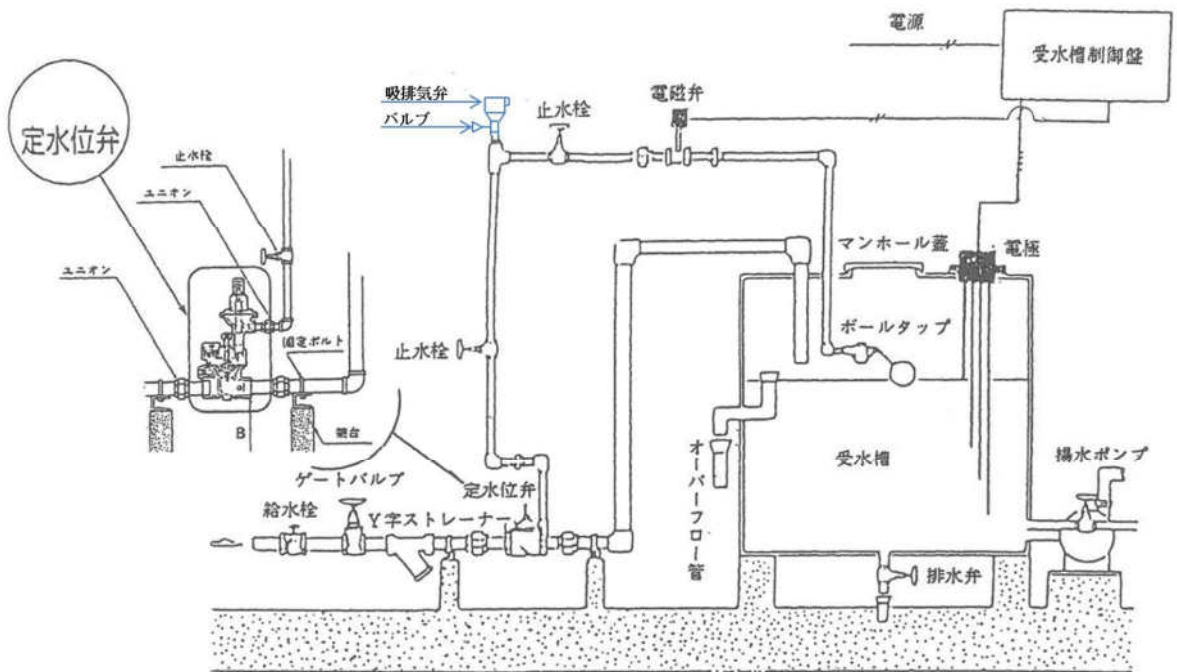 電源
受水槽制御盤
吸排気弁
バルブ
止水栓
電磁弁
定水位弁
止水栓
ユニオン
ユニオン
固定ボルト
B
架台
マンホール蓋
電極
ボールタップ
止水栓
オーバーフロー管
受水槽
揚水ポンプ
ゲートバルブ
定水位弁
給水栓
Y字ストレーナー
排水弁